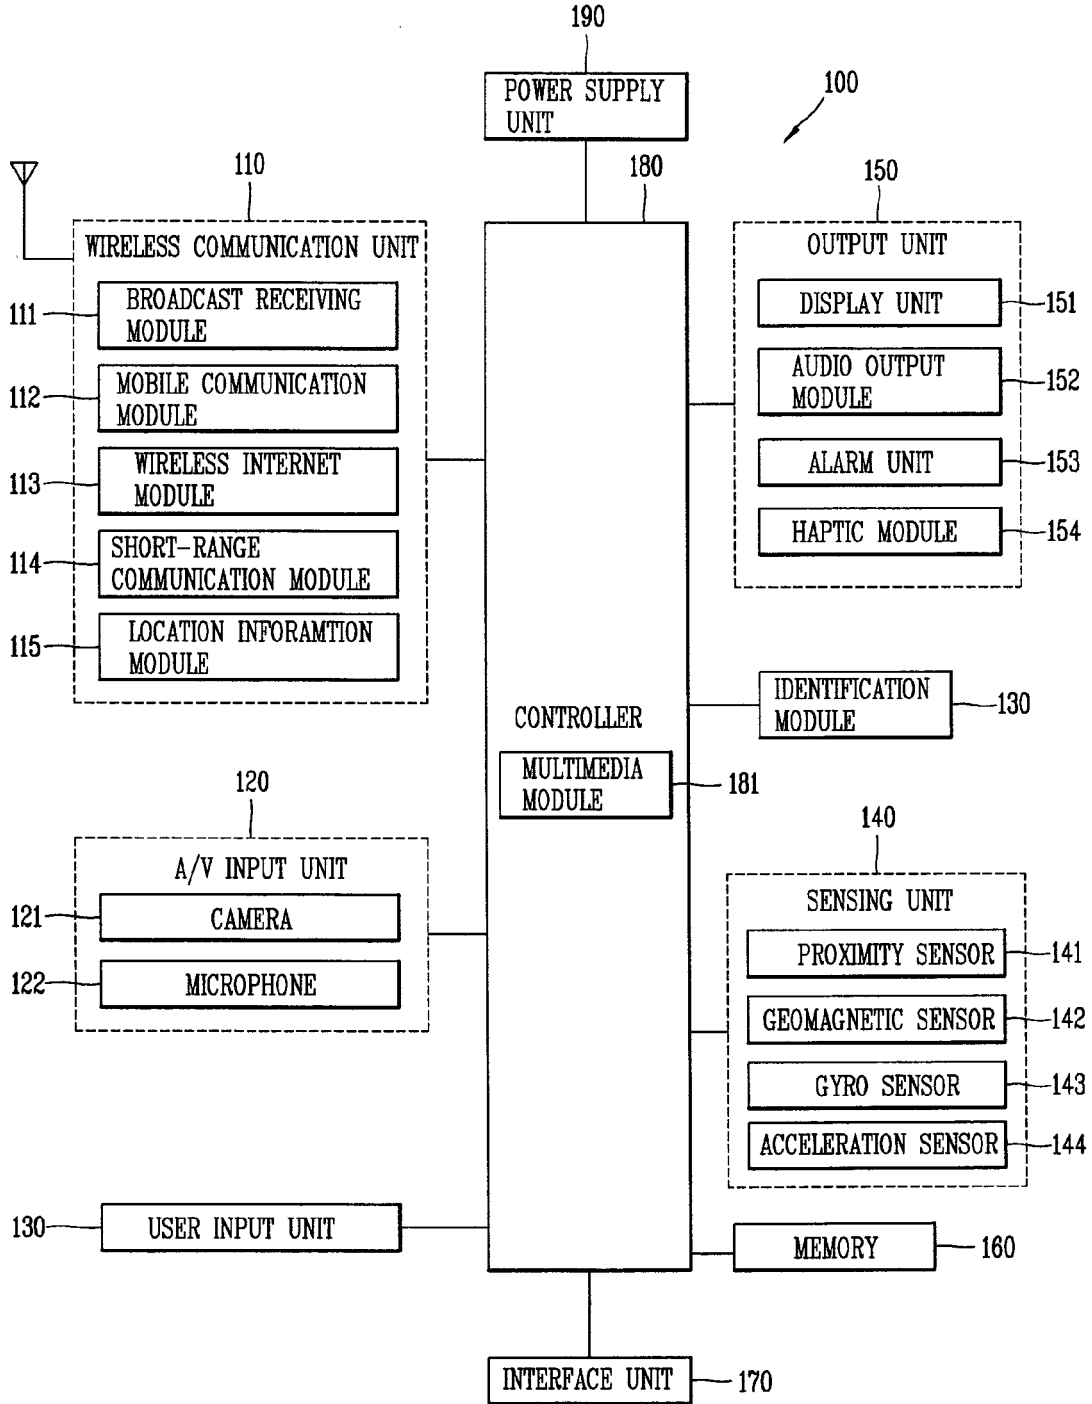 190
POWER SUPPLY
UNIT
100
110
180
150
WIRELESS COMMUNICATION UNIT
111
BROADCAST RECEIVING
MODULE
112
MOBILE COMMUNICATION
MODULE
113
WIRELESS INTERNET
MODULE
114
SHORT-RANGE
COMMUNICATION MODULE
115
LOCATION INFORAMTION
MODULE
OUTPUT UNIT
DISPLAY UNIT
151
AUDIO OUTPUT
MODULE
152
ALARM UNIT
153
HAPTIC MODULE
154
CONTROLLER
MULTIMEDIA
MODULE
181
IDENTIFICATION
MODULE
130
120
A/V INPUT UNIT
121
CAMERA
122
MICROPHONE
140
SENSING UNIT
PROXIMITY SENSOR
141
GEOMAGNETIC SENSOR
142
GYRO SENSOR
143
ACCELERATION SENSOR
144
130
USER INPUT UNIT
MEMORY
160
INTERFACE UNIT
170